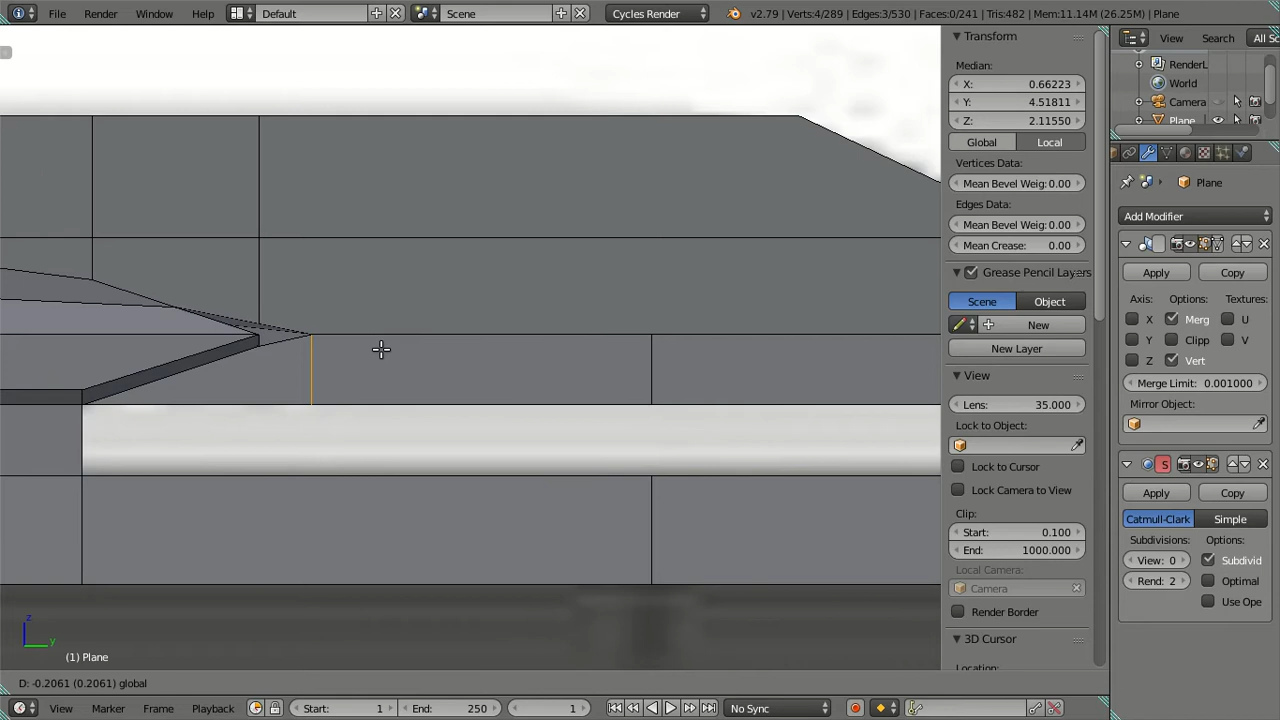 File Render Window Help Default Scene Cycles Render v2.79 | Verts:4/289 | Edges:3/530 | Faces:0/241 | Tris:482 | Mem:11.14M (26.25M) | Plane
Transform
Median:
X: 0.66223
Y: 4.51811
Z: 2.11550
Global Local
Vertices Data:
Mean Bevel Weig: 0.00
Edges Data:
Mean Bevel Weig: 0.00
Mean Crease: 0.00
Grease Pencil Layers
Scene Object
New
New Layer
View
Lens: 35.000
Lock to Object:
Lock to Cursor
Lock Camera to View
Clip:
Start: 0.100
End: 1000.000
Local Camera:
Camera
Render Border
3D Cursor
Location:
View Search All S
RenderL
World
Camera
Plane
Plane
Add Modifier
Apply Copy
Axis: Options: Textures:
X Merg U
Y Clipp V
Z Vert
Merge Limit: 0.001000
Mirror Object:
S
Apply Copy
Catmull-Clark Simple
Subdivisions: Options:
View: 0 Subdivid
Rend: 2 Optimal
Use Ope
z
y
(1) Plane
D: -0.2061 (0.2061) global
View Marker Frame Playback Start: 1 End: 250 1 No Sync